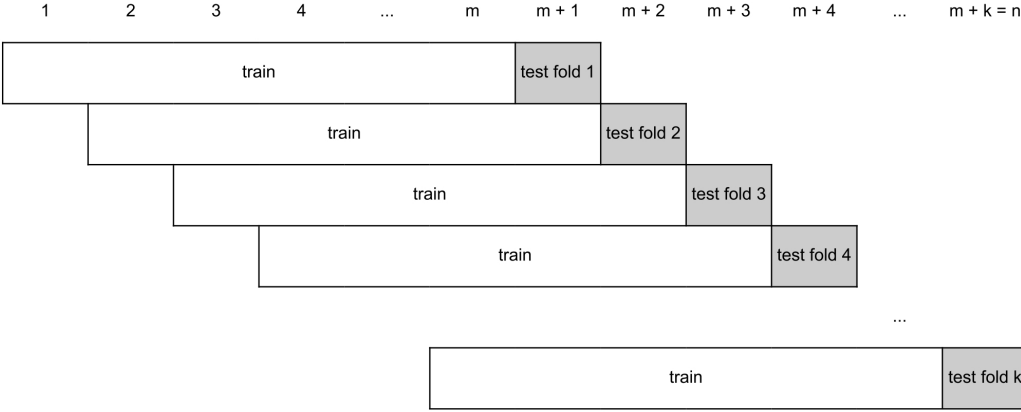 1 2 3 4 ... m m + 1 m + 2 m + 3 m + 4 ... m + k = n
train test fold 1
train test fold 2
train test fold 3
train test fold 4
...
train test fold k